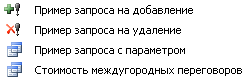 Пример запроса на добавление
Пример запроса на удаление
Пример запроса с параметром
Стоимость междугородных переговоров